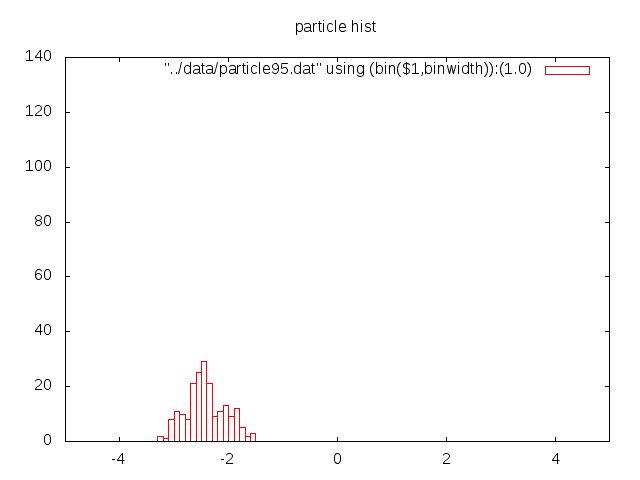 particle hist
140
"../data/particle95.dat" using (bin($1,binwidth)):(1.0)
120
100
80
60
40
20
0
-4 -2 0 2 4